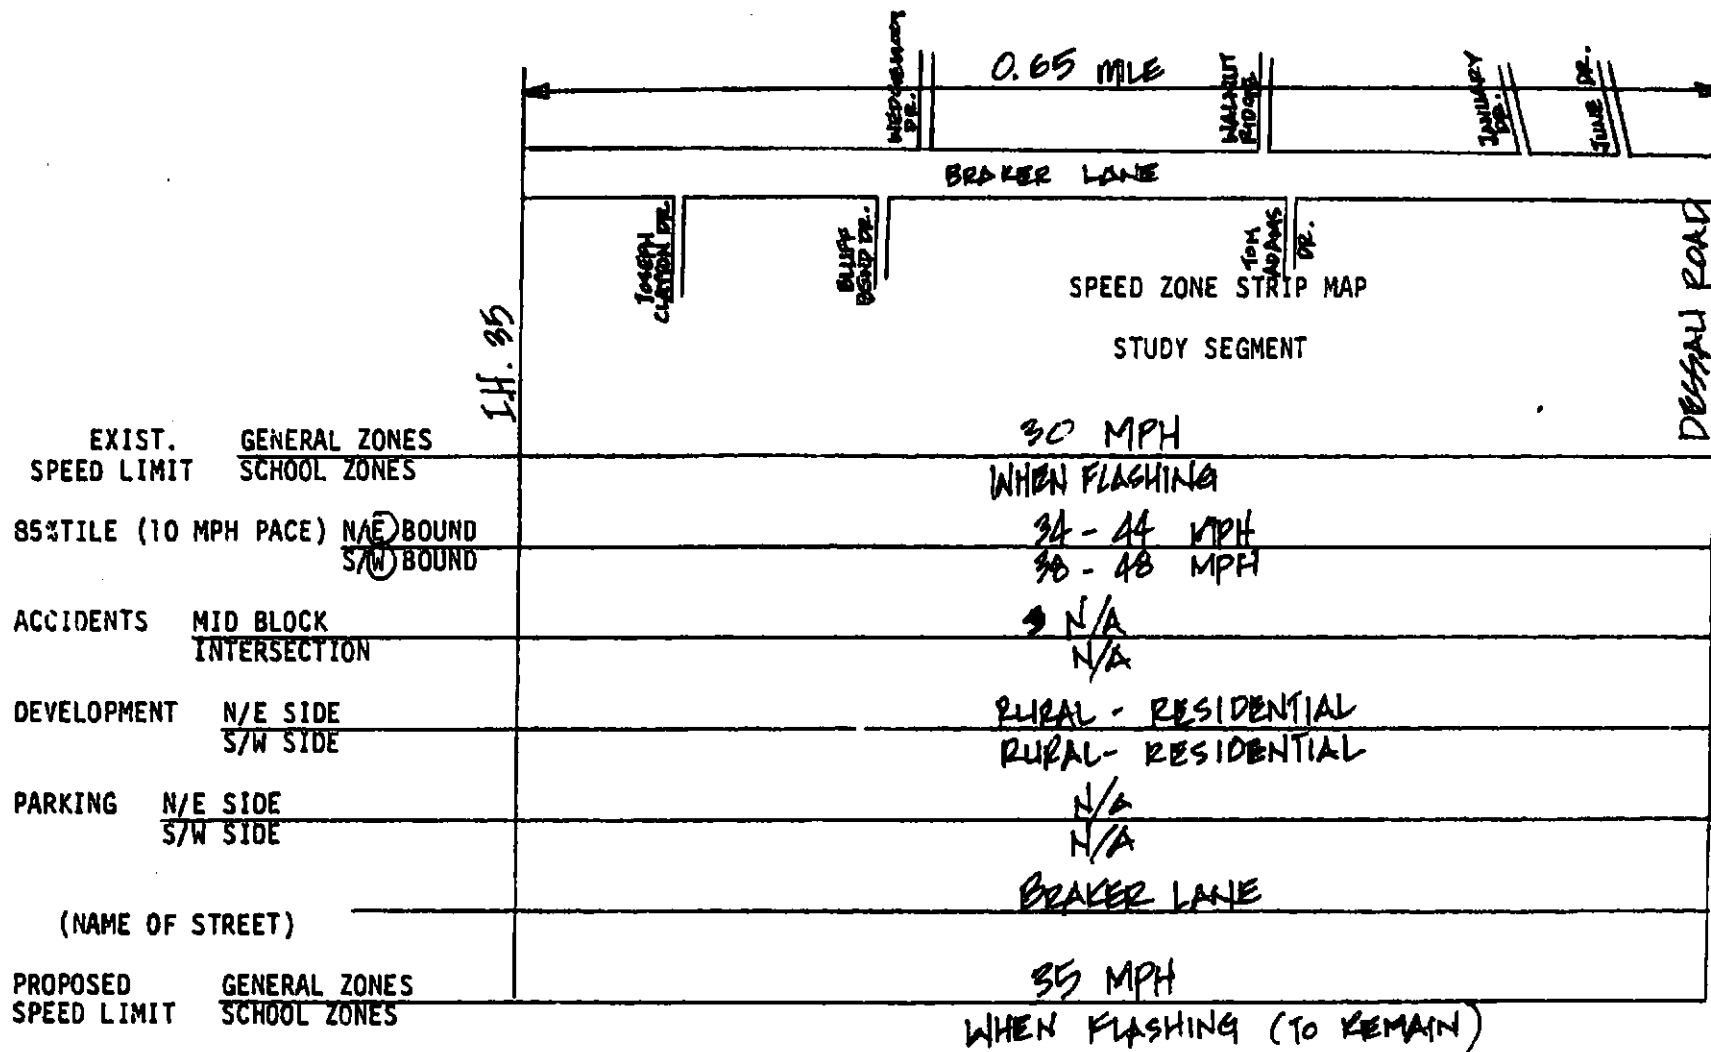 0.65 MILE
WEDGEWOOD DR.
WALNUT RIDGE
JANUARY DR.
JUNE DR.
BRAKER LANE
JOSEPH CLAYTON DR.
BLUFF BEND DR.
TOM ADAMS DR.
SPEED ZONE STRIP MAP
STUDY SEGMENT
I.H. 35
DESSAU ROAD
EXIST. GENERAL ZONES 30 MPH
SPEED LIMIT SCHOOL ZONES WHEN FLASHING
85%TILE (10 MPH PACE) N/E BOUND 34 - 44 MPH
S/W BOUND 38 - 48 MPH
ACCIDENTS MID BLOCK N/A
INTERSECTION N/A
DEVELOPMENT N/E SIDE RURAL - RESIDENTIAL
S/W SIDE RURAL - RESIDENTIAL
PARKING N/E SIDE N/A
S/W SIDE N/A
BRAKER LANE
(NAME OF STREET)
PROPOSED GENERAL ZONES 35 MPH
SPEED LIMIT SCHOOL ZONES WHEN FLASHING (TO REMAIN)